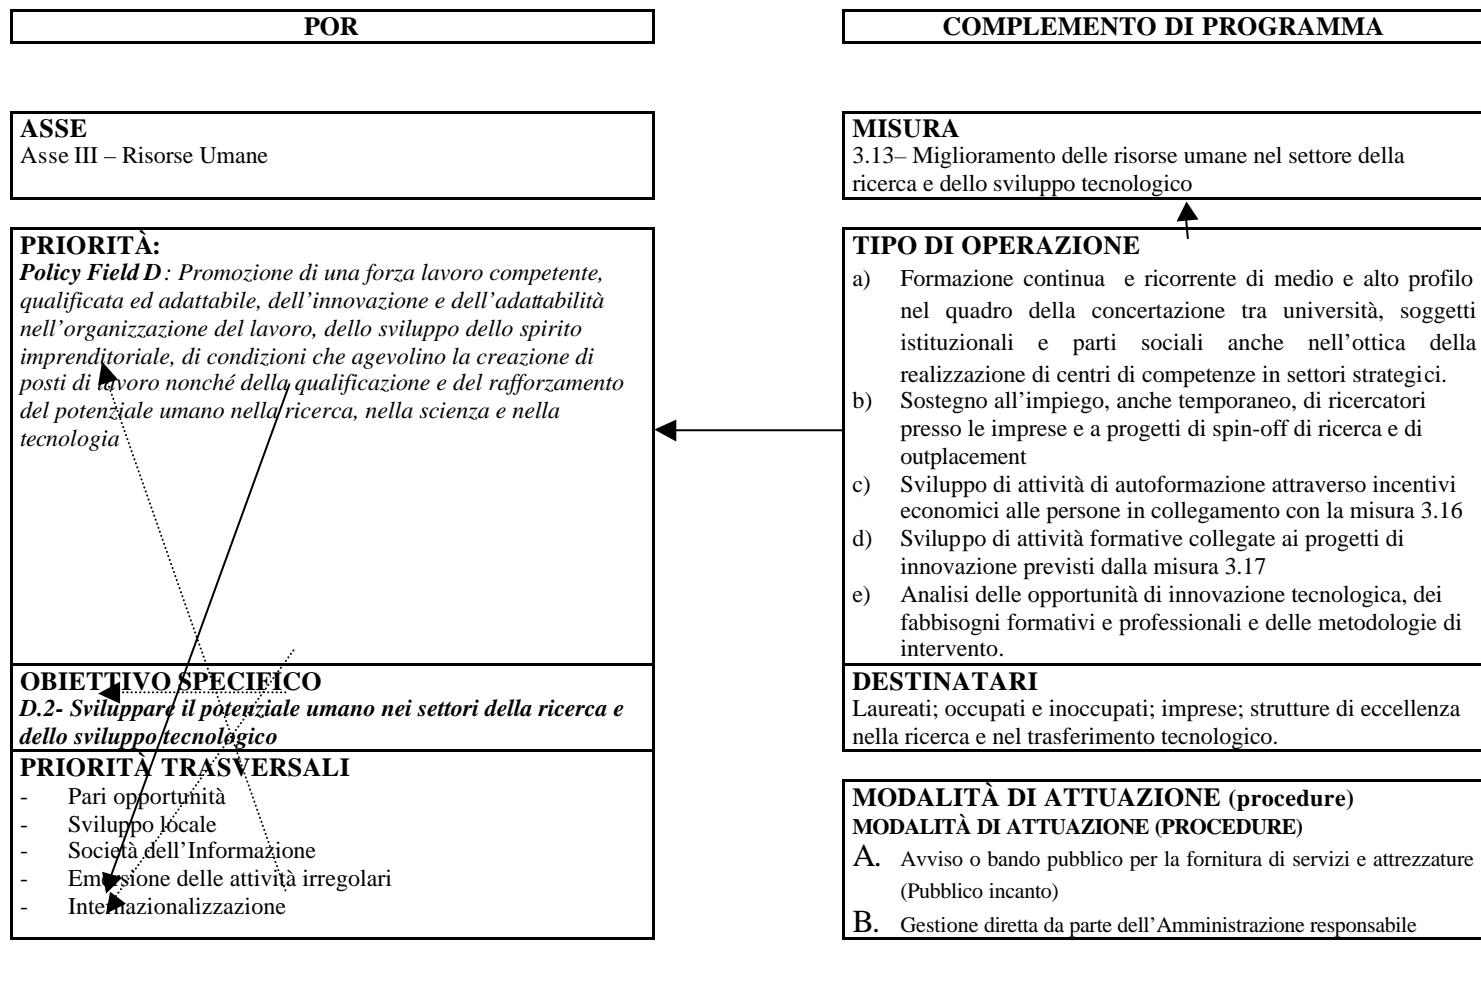 POR
ASSE
Asse III – Risorse Umane
PRIORITÀ:
Policy Field D: Promozione di una forza lavoro competente,
qualificata ed adattabile, dell’innovazione e dell’adattabilità
nell’organizzazione del lavoro, dello sviluppo dello spirito
imprenditoriale, di condizioni che agevolino la creazione di
posti di lavoro nonché della qualificazione e del rafforzamento
del potenziale umano nella ricerca, nella scienza e nella
tecnologia
OBIETTIVO SPECIFICO
D.2- Sviluppare il potenziale umano nei settori della ricerca e
dello sviluppo tecnologico
PRIORITÀ TRASVERSALI
- Pari opportunità
- Sviluppo locale
- Società dell’Informazione
- Emersione delle attività irregolari
- Internazionalizzazione
COMPLEMENTO DI PROGRAMMA
MISURA
3.13– Miglioramento delle risorse umane nel settore della
ricerca e dello sviluppo tecnologico
TIPO DI OPERAZIONE
a) Formazione continua e ricorrente di medio e alto profilo
nel quadro della concertazione tra università, soggetti
istituzionali e parti sociali anche nell’ottica della
realizzazione di centri di competenze in settori strategici.
b) Sostegno all’impiego, anche temporaneo, di ricercatori
presso le imprese e a progetti di spin-off di ricerca e di
outplacement
c) Sviluppo di attività di autoformazione attraverso incentivi
economici alle persone in collegamento con la misura 3.16
d) Sviluppo di attività formative collegate ai progetti di
innovazione previsti dalla misura 3.17
e) Analisi delle opportunità di innovazione tecnologica, dei
fabbisogni formativi e professionali e delle metodologie di
intervento.
DESTINATARI
Laureati; occupati e inoccupati; imprese; strutture di eccellenza
nella ricerca e nel trasferimento tecnologico.
MODALITÀ DI ATTUAZIONE (procedure)
MODALITÀ DI ATTUAZIONE (PROCEDURE)
A. Avviso o bando pubblico per la fornitura di servizi e attrezzature
(Pubblico incanto)
B. Gestione diretta da parte dell’Amministrazione responsabile